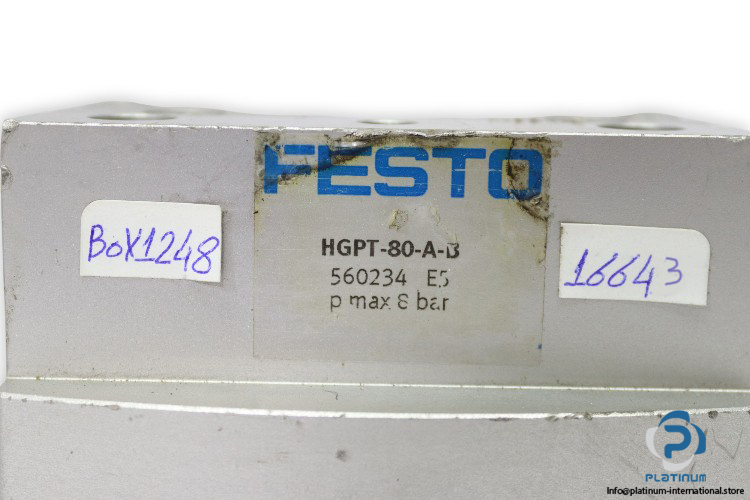 FESTO
HGPT-80-A-B
560234 E5
p max 8 bar
BOX1248
16643
PLATINUM
Info@platinum-international.store